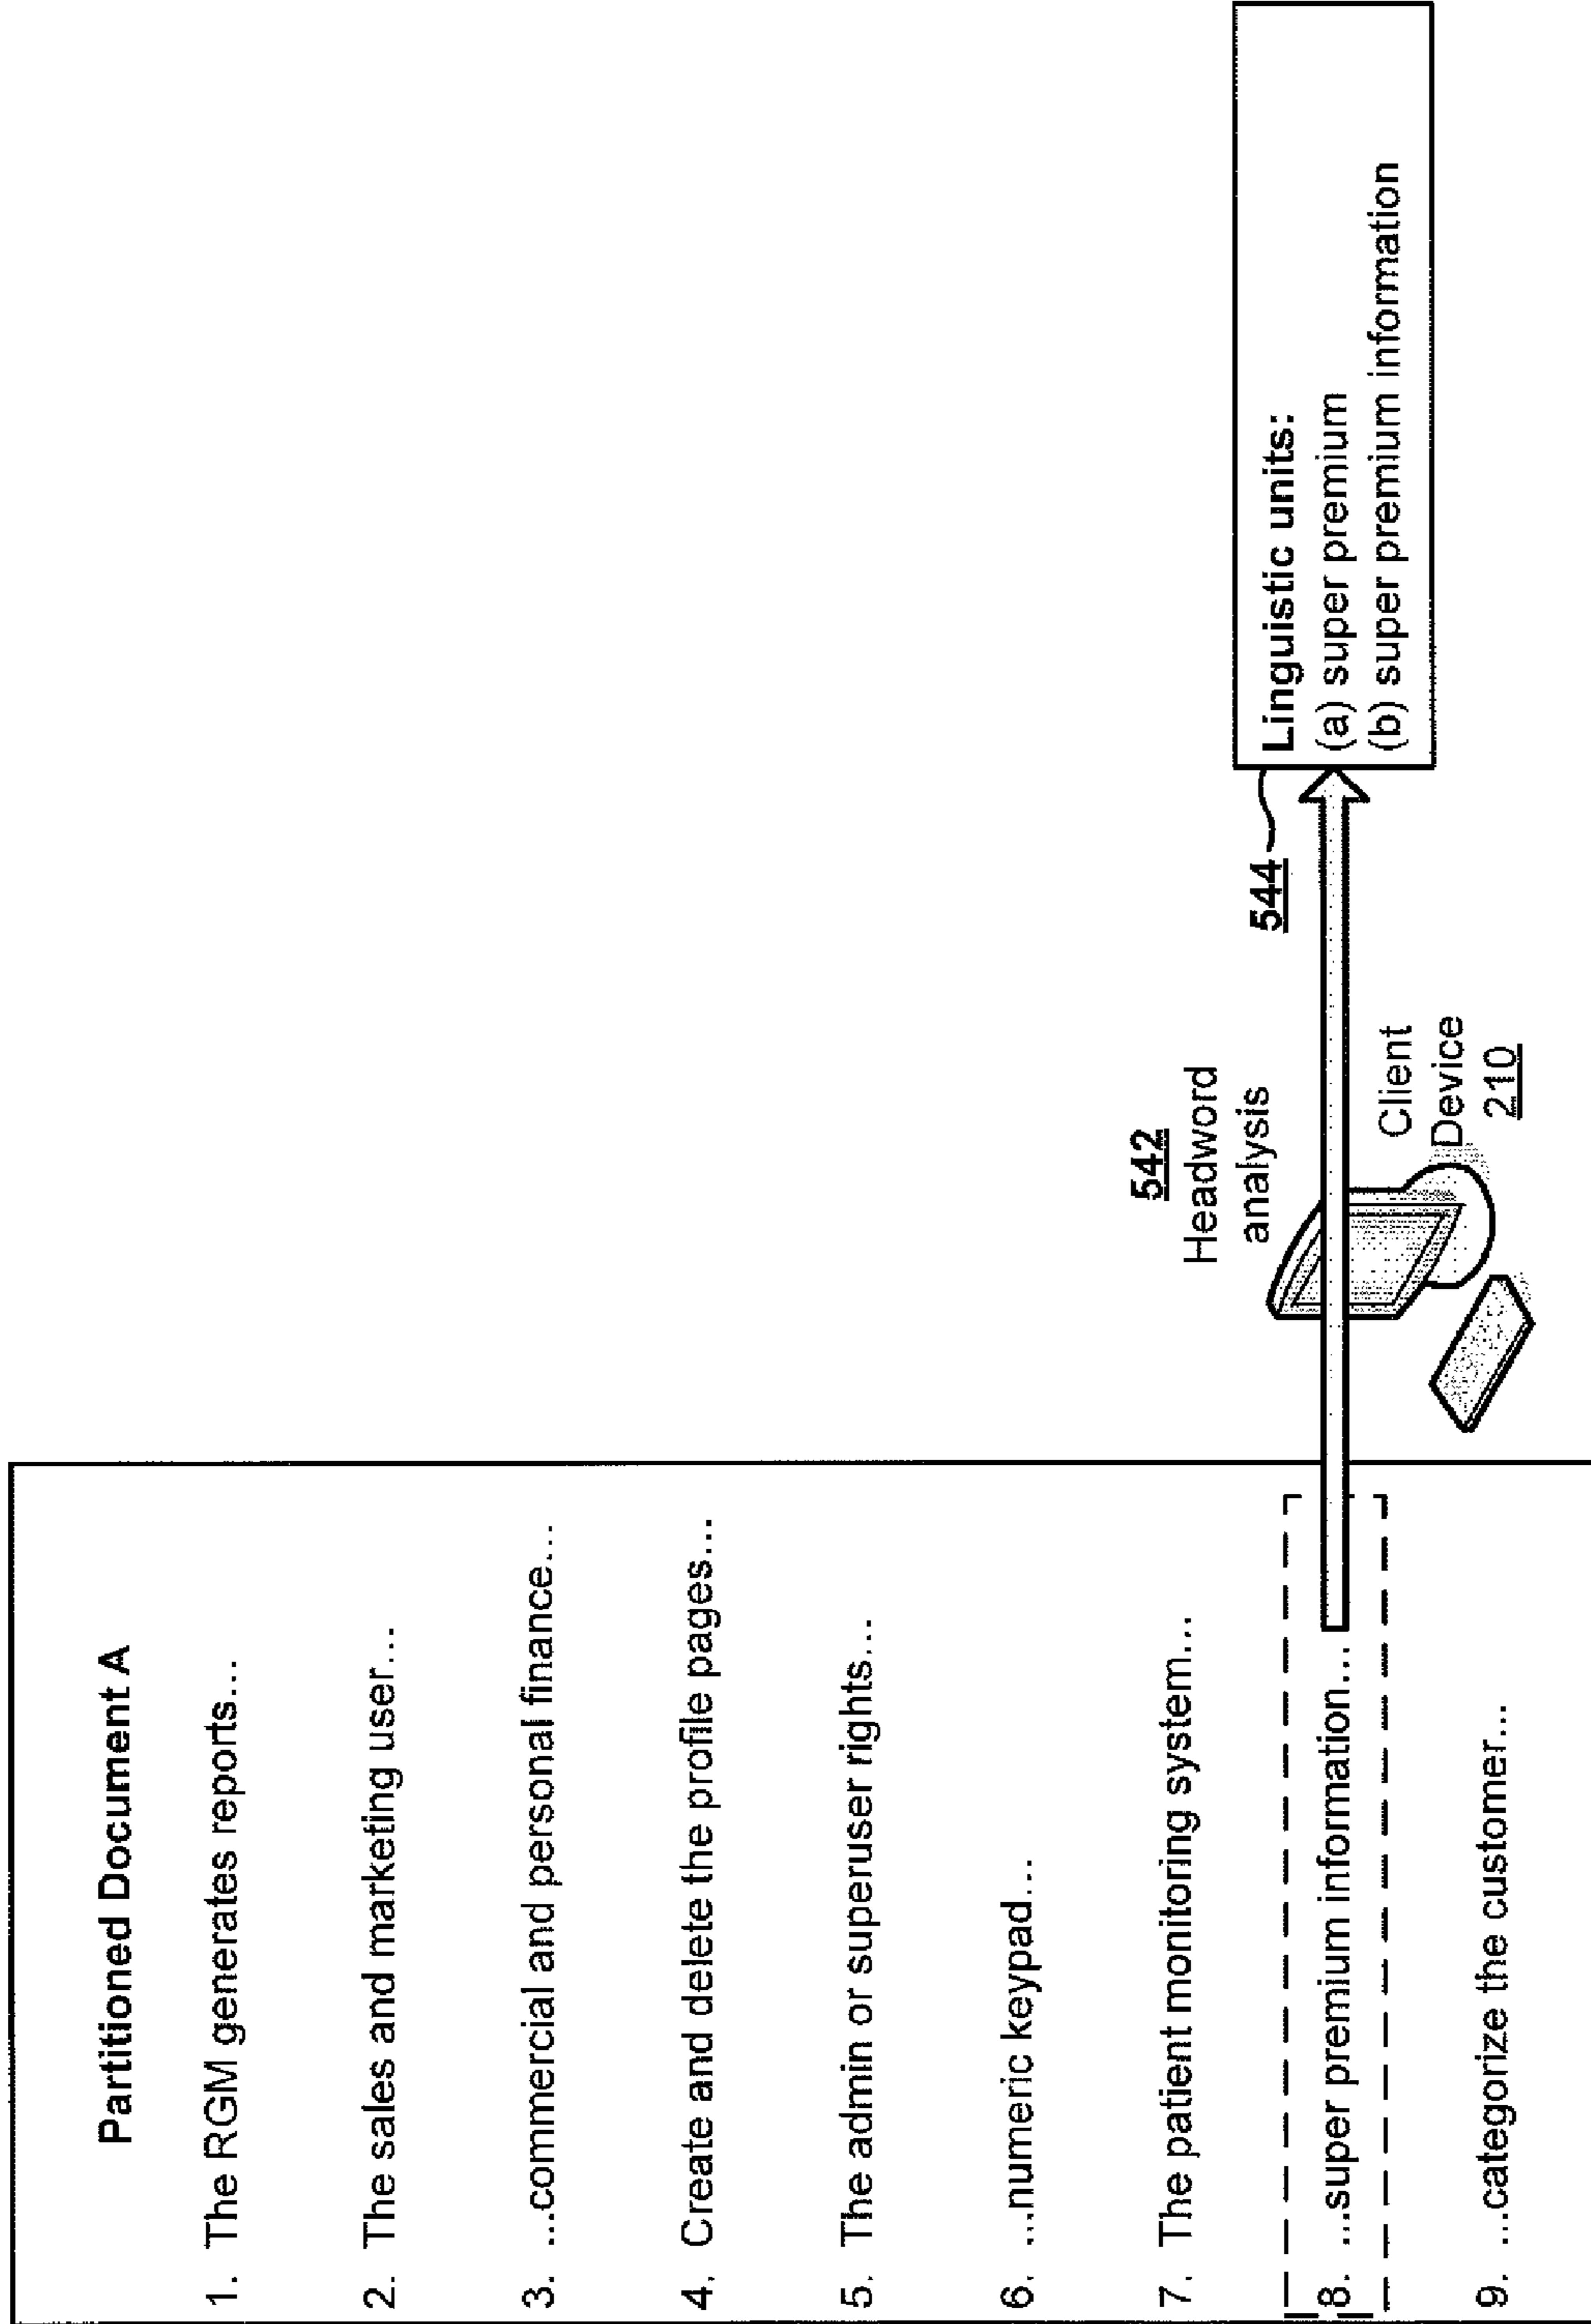 Partitioned Document A
1. The RGM generates reports...
2. The sales and marketing user...
3. ...commercial and personal finance...
4. Create and delete the profile pages...
5. The admin or superuser rights...
6. ...numeric keypad...
7. The patient monitoring system...
8. ...super premium information...
9. ...categorize the customer...
542
Headword
analysis
Client
Device
210
544
Linguistic units:
(a) super premium
(b) super premium information